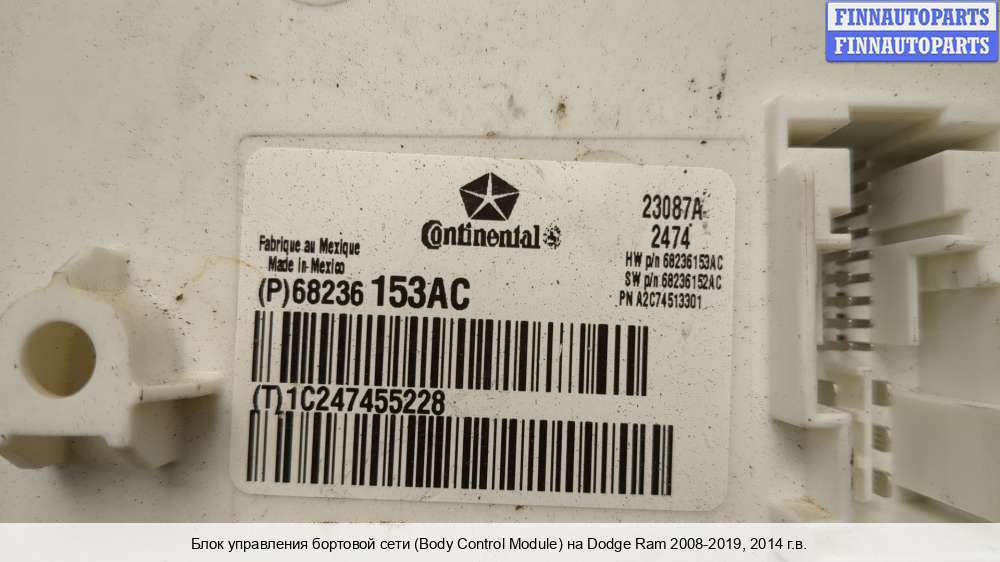 FINNAUTOPARTS
FINNAUTOPARTS
Continental
Fabrique au Mexique
Made In-Mexico
(P)68236 153AC
23087A
2474
HW p/n 68236153AC
SW p/n 68236152AC
PN A2C74513301
(T)1C247455228
Блок управления бортовой сети (Body Control Module) на Dodge Ram 2008-2019, 2014 г.в.